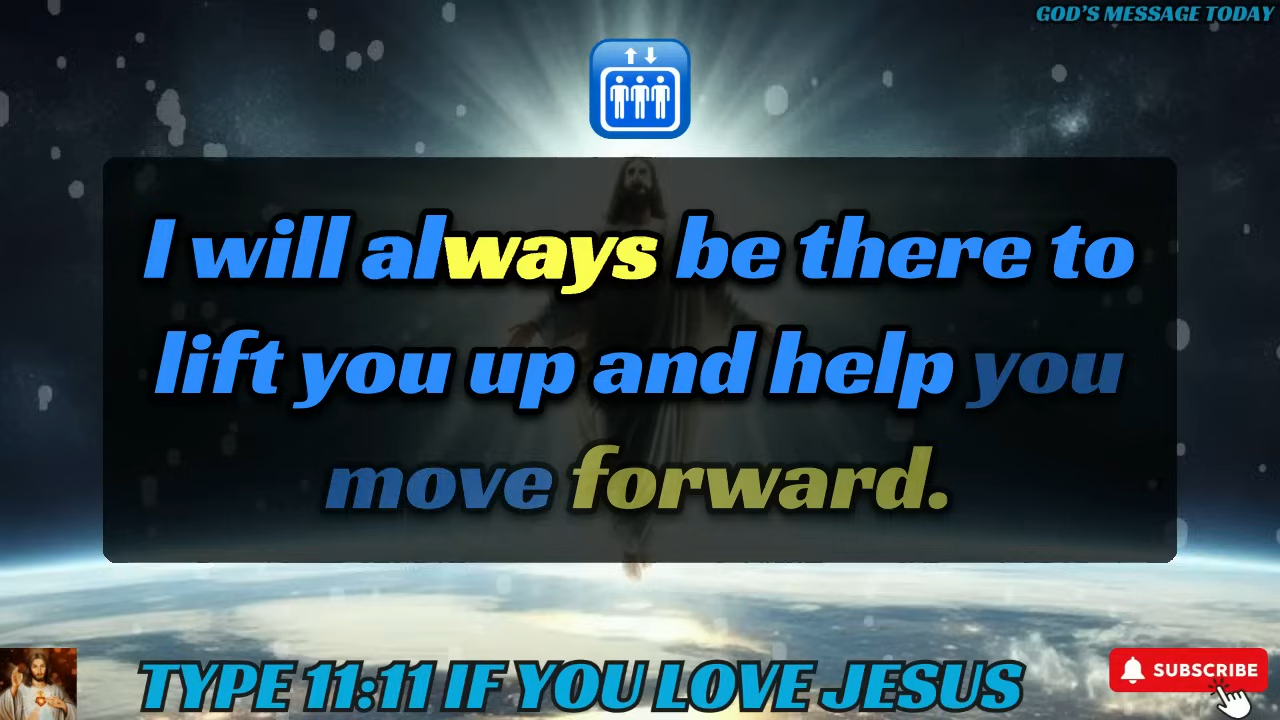 GOD'S MESSAGE TODAY
I will always be there to
lift you up and help you
move forward.
TYPE 11:11 IF YOU LOVE JESUS
SUBSCRIBE